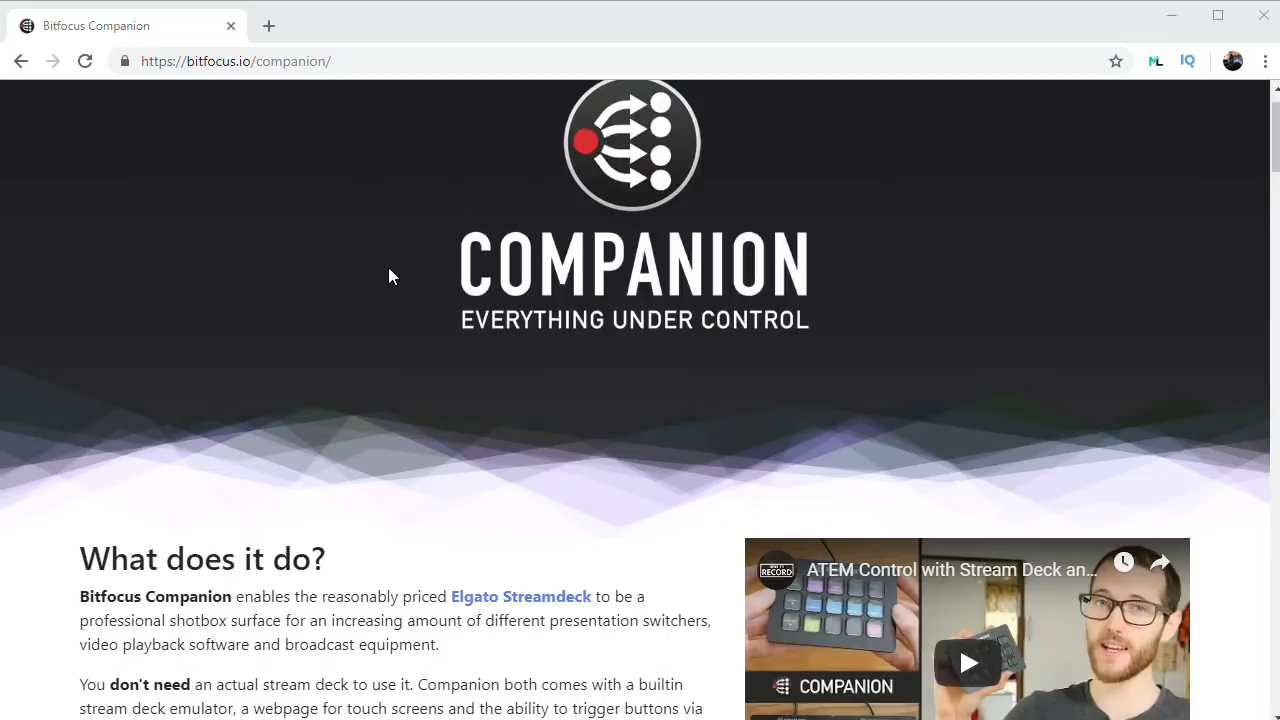 Bitfocus Companion
https://bitfocus.io/companion/
IQ
COMPANION
EVERYTHING UNDER CONTROL
What does it do?
Bitfocus Companion enables the reasonably priced Elgato Streamdeck to be a
professional shotbox surface for an increasing amount of different presentation switchers,
video playback software and broadcast equipment.
You don't need an actual stream deck to use it. Companion both comes with a builtin
stream deck emulator, a webpage for touch screens and the ability to trigger buttons via
RECORD
ATEM Control with Stream Deck an...
COMPANION